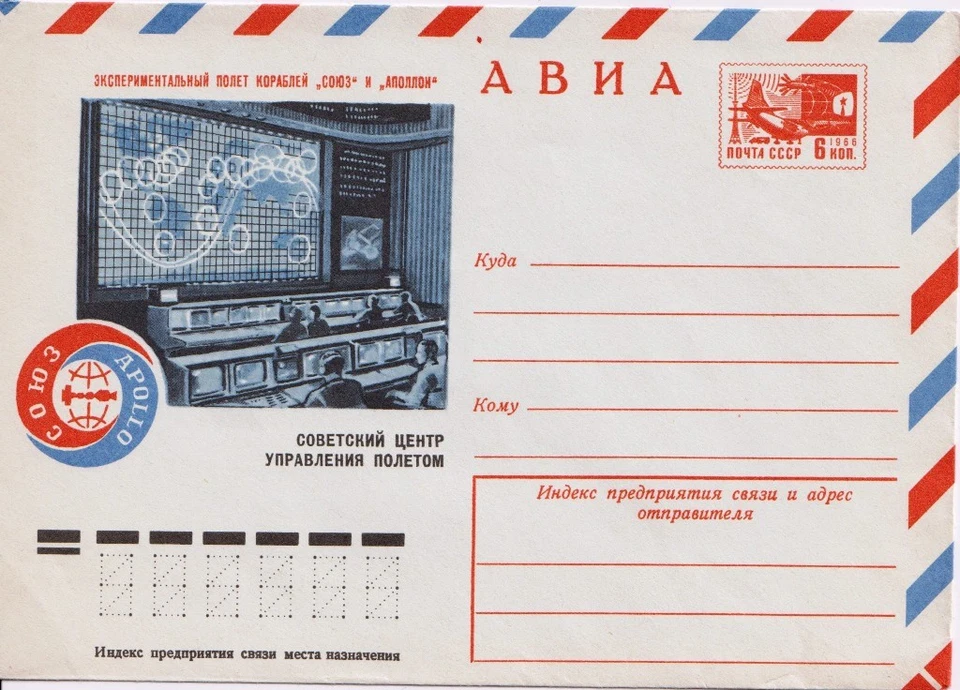 ЭКСПЕРИМЕНТАЛЬНЫЙ ПОЛЕТ КОРАБЛЕЙ „СОЮЗ“ И „АПОЛЛОН“
АВИА
1966
ПОЧТА СССР 6 КОП.
СОЮЗ
APOLLO
СОВЕТСКИЙ ЦЕНТР
УПРАВЛЕНИЯ ПОЛЕТОМ
Куда
Кому
Индекс предприятия связи и адрес
отправителя
Индекс предприятия связи места назначения